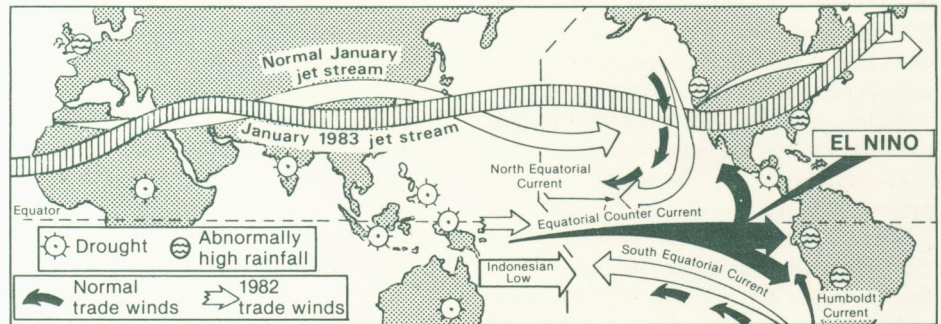 Normal January
jet stream
January 1983 jet stream
EL NINO
North Equatorial
Current
Equator
Equatorial Counter Current
Drought
Abnormally
high rainfall
Indonesian
Low
South Equatorial Current
Normal
trade winds
1982
trade winds
Humboldt
Current